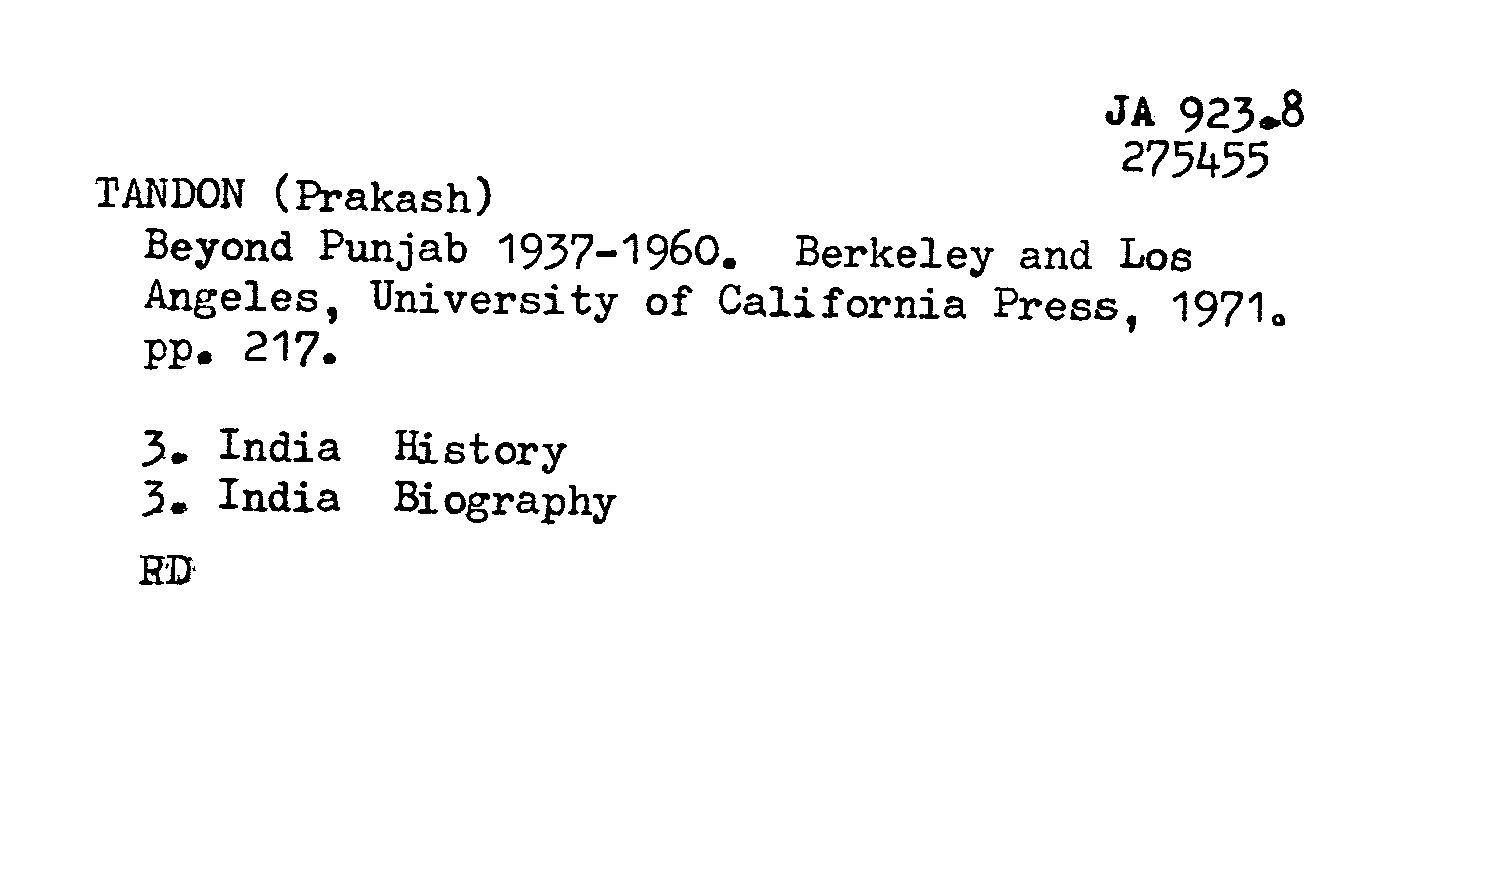 JA 923.8
275455
TANDON (Prakash)
Beyond Punjab 1937-1960. Berkeley and Los
Angeles, University of California Press, 1971.
pp. 217.
3. India History
3. India Biography
RD